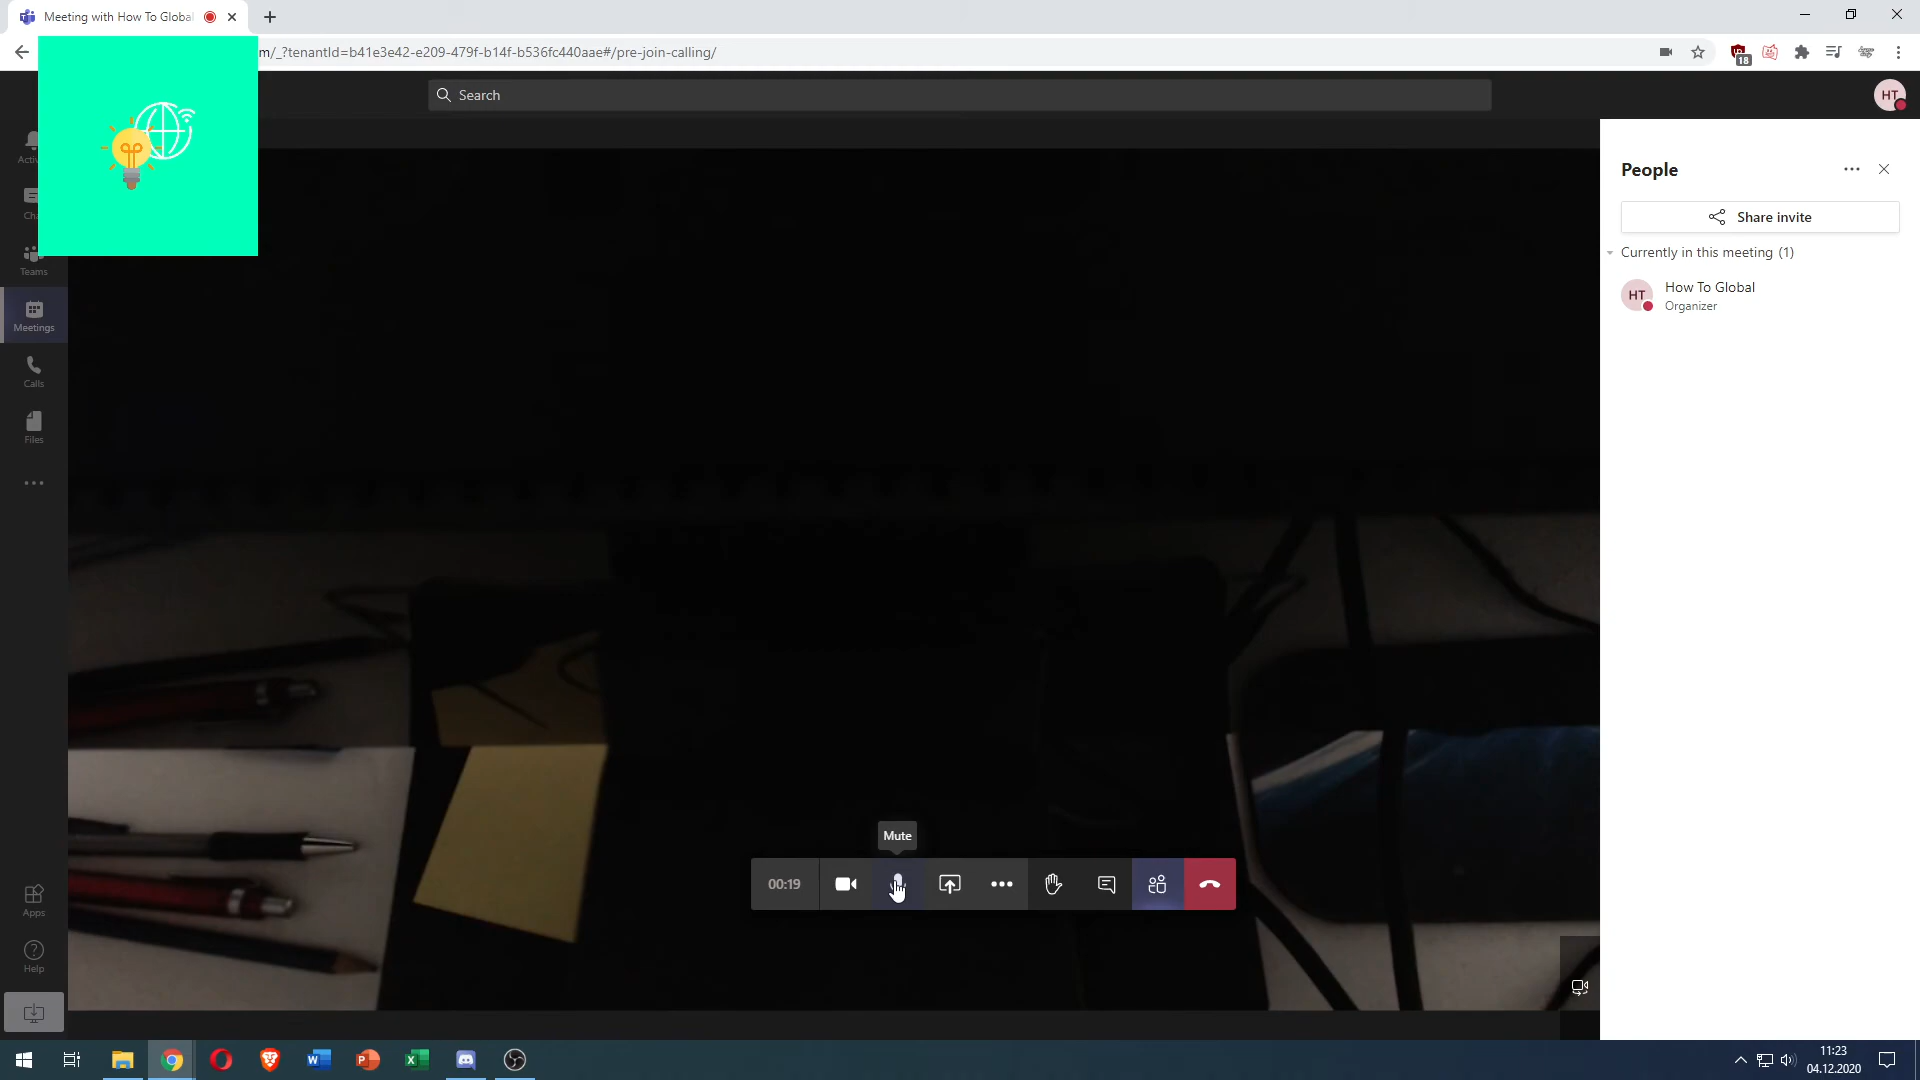 Meeting with How To Global
m/_?tenantId=b41e3e42-e209-479f-b14f-b536fc440aae#/pre-join-calling/
18
Search
HT
Activ
Cha
Teams
Meetings
Calls
Files
Apps
Help
People
Share invite
Currently in this meeting (1)
HT
How To Global
Organizer
Mute
00:19
11:23
04.12.2020